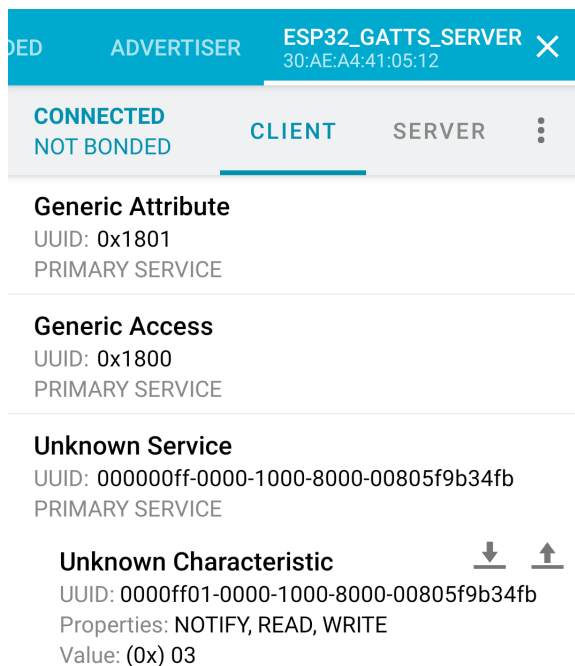 DED
ADVERTISER
ESP32_GATTS_SERVER
30:AE:A4:41:05:12
CONNECTED
NOT BONDED
CLIENT
SERVER
Generic Attribute
UUID: 0x1801
PRIMARY SERVICE
Generic Access
UUID: 0x1800
PRIMARY SERVICE
Unknown Service
UUID: 000000ff-0000-1000-8000-00805f9b34fb
PRIMARY SERVICE
Unknown Characteristic
UUID: 0000ff01-0000-1000-8000-00805f9b34fb
Properties: NOTIFY, READ, WRITE
Value: (0x) 03